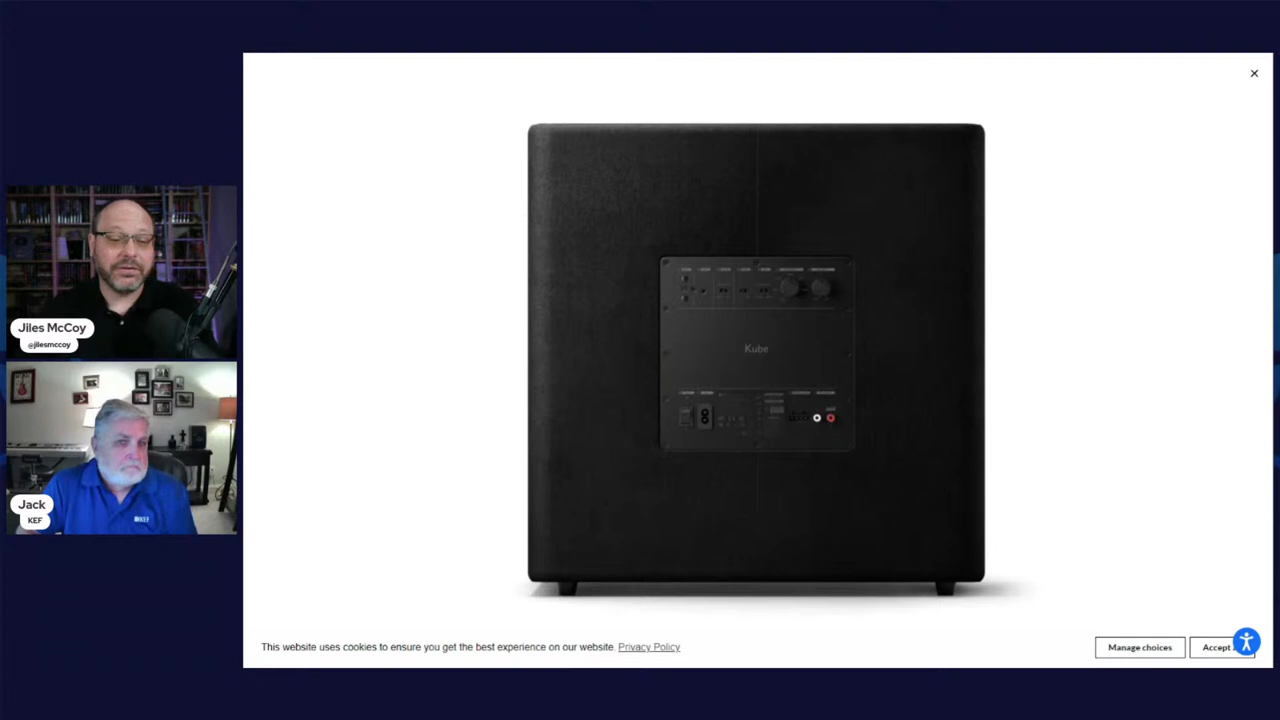 Jiles McCoy
@jilesmccoy
Jack
KEF
KEF
Kube
This website uses cookies to ensure you get the best experience on our website. Privacy Policy
Manage choices
Accept